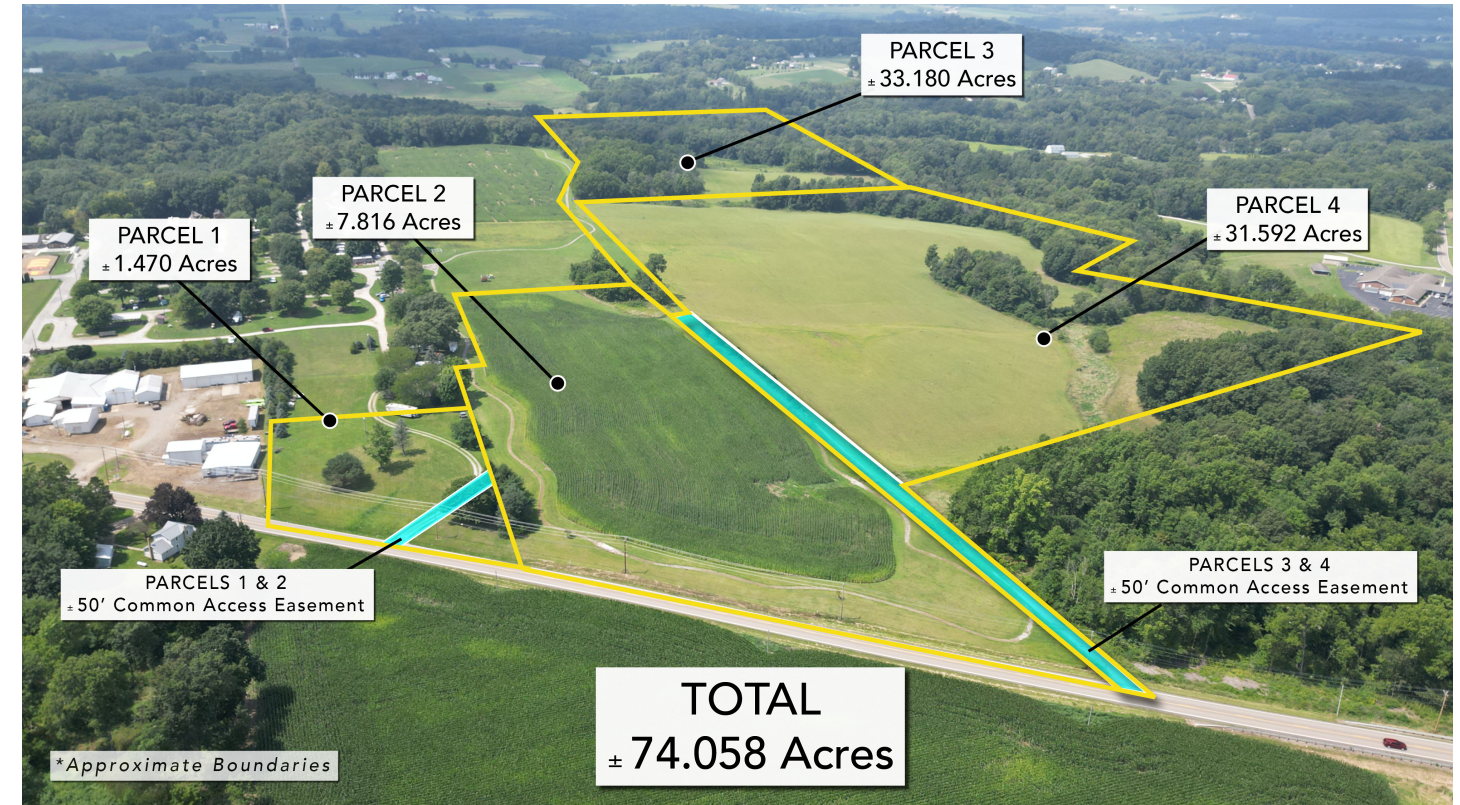 PARCEL 3
± 33.180 Acres
PARCEL 2
± 7.816 Acres
PARCEL 4
± 31.592 Acres
PARCEL 1
± 1.470 Acres
PARCELS 3 & 4
± 50’ Common Access Easement
PARCELS 1 & 2
± 50’ Common Access Easement
TOTAL
± 74.058 Acres
*Approximate Boundaries